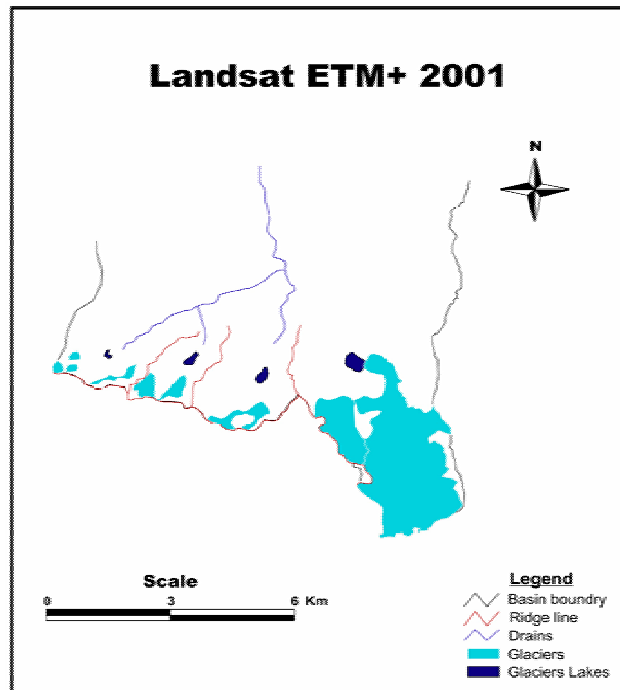 Landsat ETM+ 2001
N
Scale
0 3 6 Km
Legend
Basin boundry
Ridge line
Drains
Glaciers
Glaciers Lakes